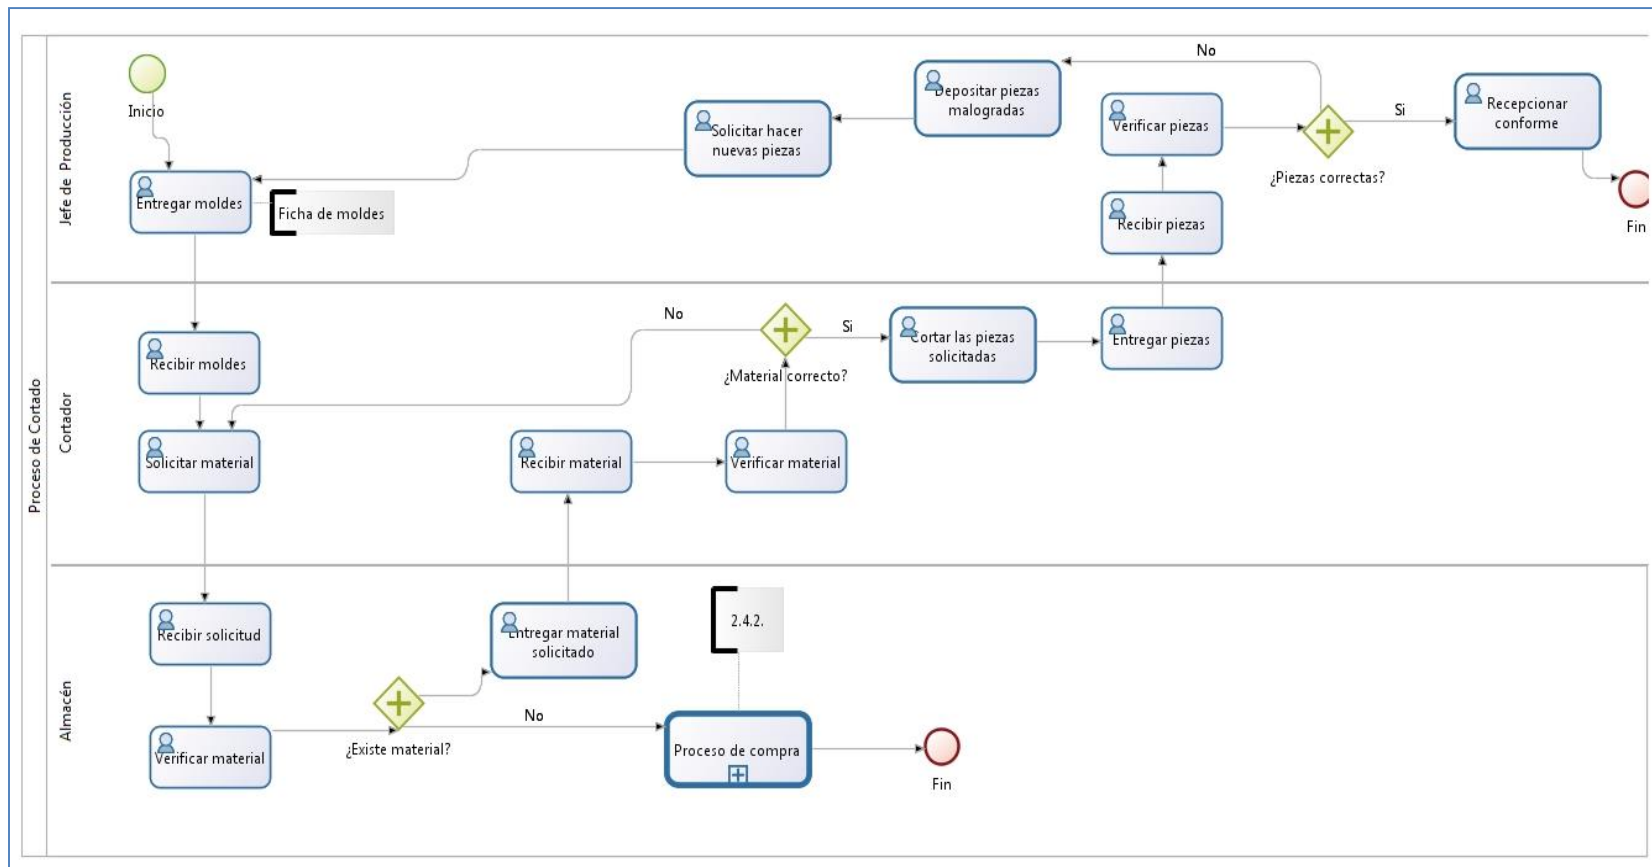 Proceso de Cortado
Jefe de Producción
Inicio
Entregar moldes
Ficha de moldes
Solicitar hacer
nuevas piezas
Depositar piezas
malogradas
No
Verificar piezas
Recibir piezas
¿Piezas correctas?
Si
Recepcionar
conforme
Fin
Cortador
Recibir moldes
Solicitar material
No
Recibir material
Verificar material
¿Material correcto?
Si
Cortar las piezas
solicitadas
Entregar piezas
Almacén
Recibir solicitud
Verificar material
¿Existe material?
Entregar material
solicitado
No
2.4.2.
Proceso de compra
Fin